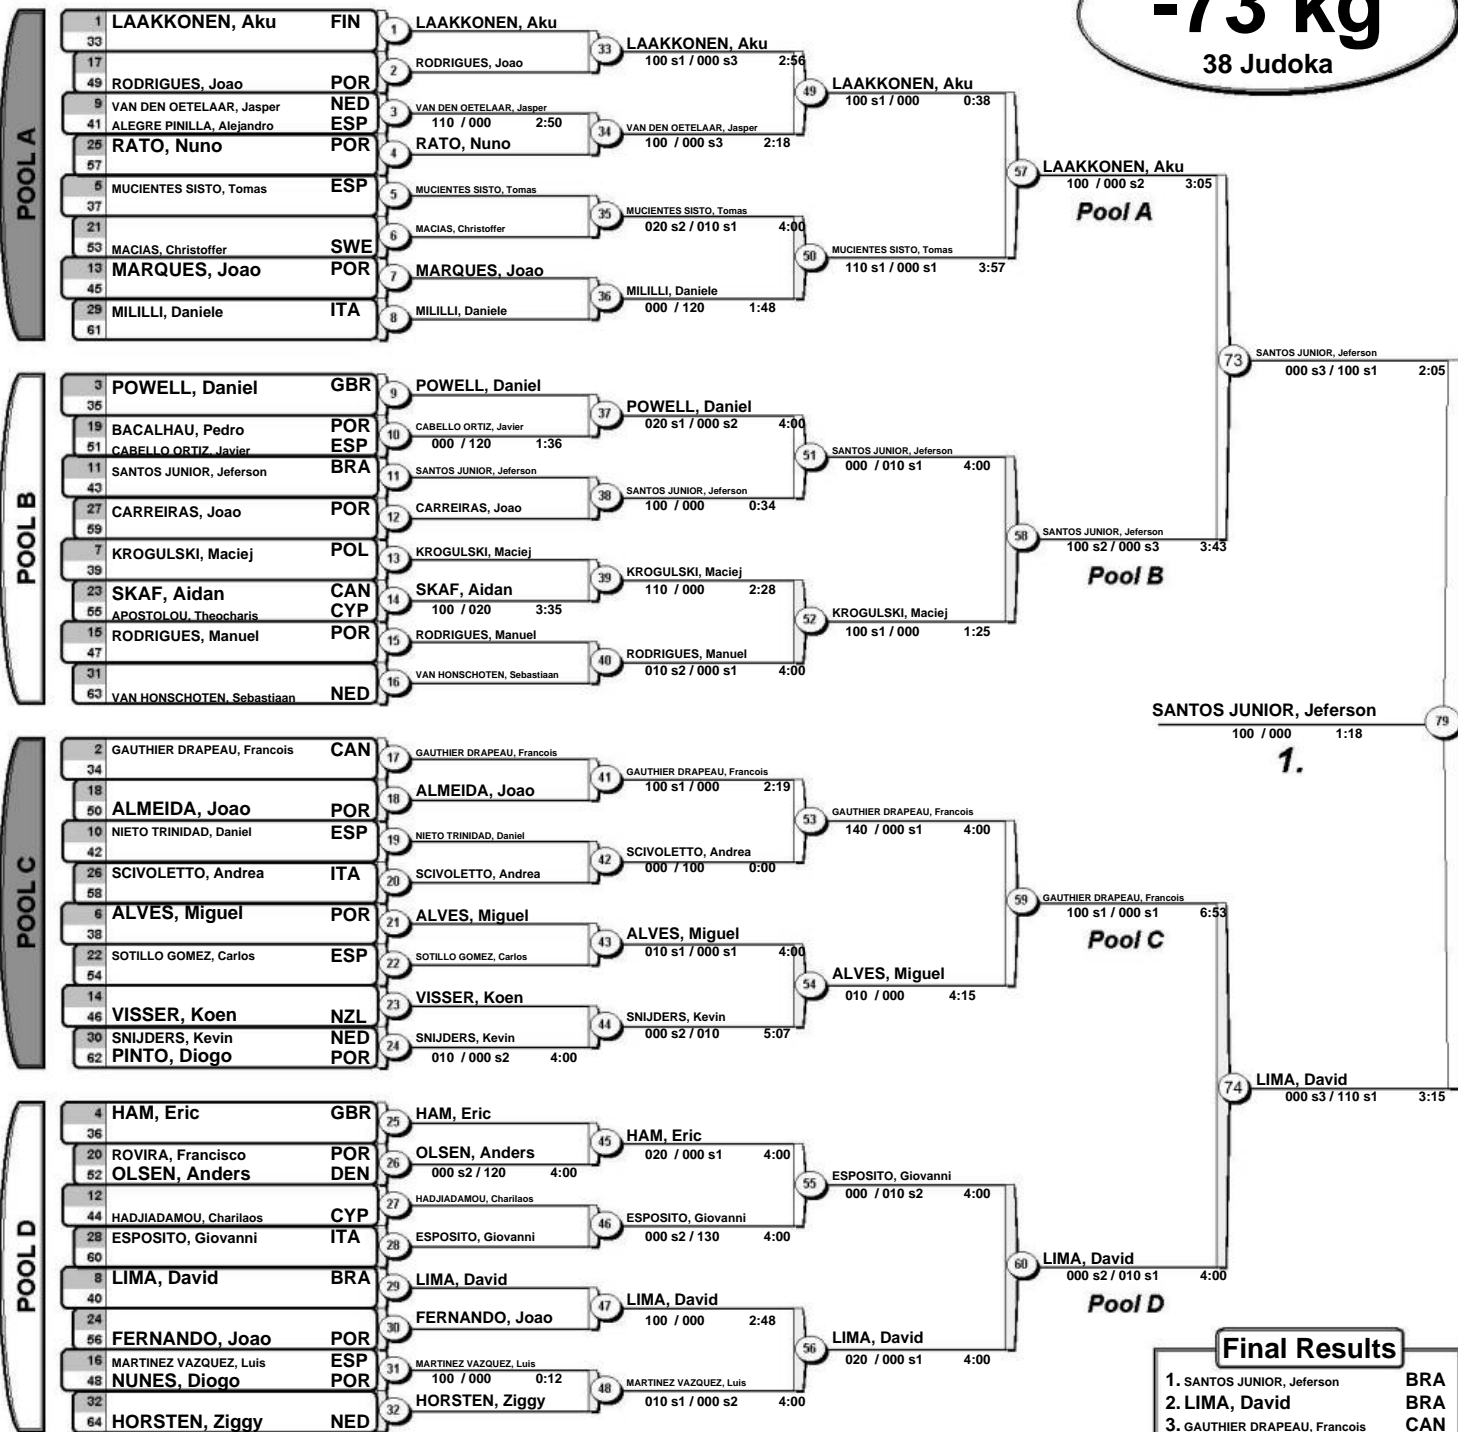 -73 kg
38 Judoka
POOL A
1 LAAKKONEN, Aku FIN
33
17
49 RODRIGUES, Joao POR
9 VAN DEN OETELAAR, Jasper NED
41 ALEGRE PINILLA, Alejandro ESP
25 RATO, Nuno POR
57
5 MUCIENTES SISTO, Tomas ESP
37
21
53 MACIAS, Christoffer SWE
13 MARQUES, Joao POR
45
29 MILILLI, Daniele ITA
61
1 LAAKKONEN, Aku
2 RODRIGUES, Joao
3 VAN DEN OETELAAR, Jasper
110 / 000 2:50
4 RATO, Nuno
5 MUCIENTES SISTO, Tomas
6 MACIAS, Christoffer
7 MARQUES, Joao
8 MILILLI, Daniele
33 LAAKKONEN, Aku
100 s1 / 000 s3 2:56
34 VAN DEN OETELAAR, Jasper
100 / 000 s3 2:18
35 MUCIENTES SISTO, Tomas
020 s2 / 010 s1 4:00
36 MILILLI, Daniele
000 / 120 1:48
49 LAAKKONEN, Aku
100 s1 / 000 0:38
50 MUCIENTES SISTO, Tomas
110 s1 / 000 s1 3:57
57 LAAKKONEN, Aku
100 / 000 s2 3:05
Pool A
POOL B
3 POWELL, Daniel GBR
35
19 BACALHAU, Pedro POR
51 CABELLO ORTIZ, Javier ESP
11 SANTOS JUNIOR, Jeferson BRA
43
27 CARREIRAS, Joao POR
59
7 KROGULSKI, Maciej POL
39
23 SKAF, Aidan CAN
55 APOSTOLOU, Theocharis CYP
15 RODRIGUES, Manuel POR
47
31
63 VAN HONSCHOTEN, Sebastiaan NED
9 POWELL, Daniel
10 CABELLO ORTIZ, Javier
000 / 120 1:36
11 SANTOS JUNIOR, Jeferson
12 CARREIRAS, Joao
13 KROGULSKI, Maciej
14 SKAF, Aidan
100 / 020 3:35
15 RODRIGUES, Manuel
16 VAN HONSCHOTEN, Sebastiaan
37 POWELL, Daniel
020 s1 / 000 s2 4:00
38 SANTOS JUNIOR, Jeferson
100 / 000 0:34
39 KROGULSKI, Maciej
110 / 000 2:28
40 RODRIGUES, Manuel
010 s2 / 000 s1 4:00
51 SANTOS JUNIOR, Jeferson
000 / 010 s1 4:00
52 KROGULSKI, Maciej
100 s1 / 000 1:25
58 SANTOS JUNIOR, Jeferson
100 s2 / 000 s3 3:43
Pool B
73 SANTOS JUNIOR, Jeferson
000 s3 / 100 s1 2:05
SANTOS JUNIOR, Jeferson 79
100 / 000 1:18
1.
POOL C
2 GAUTHIER DRAPEAU, Francois CAN
34
18
50 ALMEIDA, Joao POR
10 NIETO TRINIDAD, Daniel ESP
42
26 SCIVOLETTO, Andrea ITA
58
6 ALVES, Miguel POR
38
22 SOTILLO GOMEZ, Carlos ESP
54
14
46 VISSER, Koen NZL
30 SNIJDERS, Kevin NED
62 PINTO, Diogo POR
17 GAUTHIER DRAPEAU, Francois
18 ALMEIDA, Joao
19 NIETO TRINIDAD, Daniel
20 SCIVOLETTO, Andrea
21 ALVES, Miguel
22 SOTILLO GOMEZ, Carlos
23 VISSER, Koen
24 SNIJDERS, Kevin
010 / 000 s2 4:00
41 GAUTHIER DRAPEAU, Francois
100 s1 / 000 2:19
42 SCIVOLETTO, Andrea
000 / 100 0:00
43 ALVES, Miguel
010 s1 / 000 s1 4:00
44 SNIJDERS, Kevin
000 s2 / 010 5:07
53 GAUTHIER DRAPEAU, Francois
140 / 000 s1 4:00
54 ALVES, Miguel
010 / 000 4:15
59 GAUTHIER DRAPEAU, Francois
100 s1 / 000 s1 6:53
Pool C
POOL D
4 HAM, Eric GBR
36
20 ROVIRA, Francisco POR
52 OLSEN, Anders DEN
12
44 HADJIADAMOU, Charilaos CYP
28 ESPOSITO, Giovanni ITA
60
8 LIMA, David BRA
40
24
56 FERNANDO, Joao POR
16 MARTINEZ VAZQUEZ, Luis ESP
48 NUNES, Diogo POR
32
64 HORSTEN, Ziggy NED
25 HAM, Eric
26 OLSEN, Anders
000 s2 / 120 4:00
27 HADJIADAMOU, Charilaos
28 ESPOSITO, Giovanni
29 LIMA, David
30 FERNANDO, Joao
31 MARTINEZ VAZQUEZ, Luis
100 / 000 0:12
32 HORSTEN, Ziggy
45 HAM, Eric
020 / 000 s1 4:00
46 ESPOSITO, Giovanni
000 s2 / 130 4:00
47 LIMA, David
100 / 000 2:48
48 MARTINEZ VAZQUEZ, Luis
010 s1 / 000 s2 4:00
55 ESPOSITO, Giovanni
000 / 010 s2 4:00
56 LIMA, David
020 / 000 s1 4:00
60 LIMA, David
000 s2 / 010 s1 4:00
Pool D
74 LIMA, David
000 s3 / 110 s1 3:15
Final Results
1. SANTOS JUNIOR, Jeferson BRA
2. LIMA, David BRA
3. GAUTHIER DRAPEAU, Francois CAN